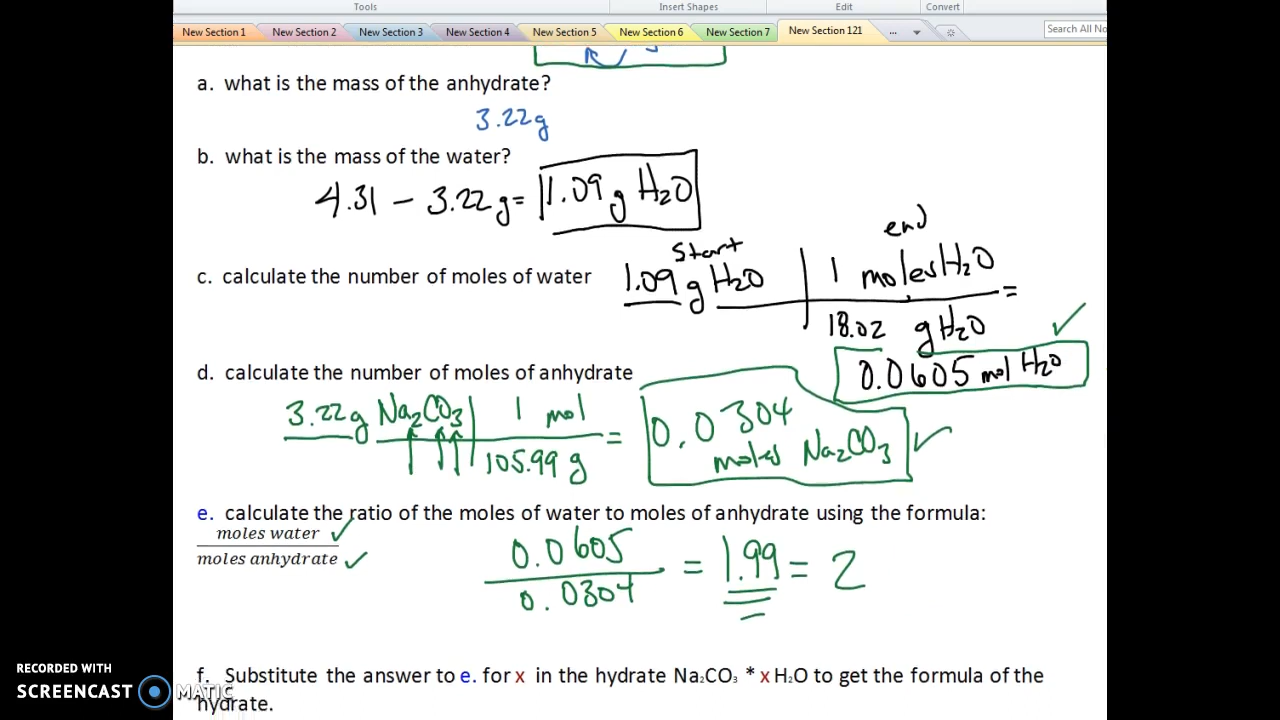 Tools Insert Shapes Edit Convert
New Section 1 New Section 2 New Section 3 New Section 4 New Section 5 New Section 6 New Section 7 New Section 121 ... Search All No
a. what is the mass of the anhydrate?
3.22g
b. what is the mass of the water?
4.31 – 3.22g = 1.09 g H₂O
end
start
c. calculate the number of moles of water
1.09 g H₂O | 1 moles H₂O =
18.02 g H₂O
0.0605 mol H₂O
d. calculate the number of moles of anhydrate
3.22g Na₂CO₃ | 1 mol = 0.0304
105.99 g moles Na₂CO₃
e. calculate the ratio of the moles of water to moles of anhydrate using the formula:
moles water
moles anhydrate
0.0605
0.0304
= 1.99 = 2
RECORDED WITH
SCREENCAST MATIC
f. Substitute the answer to e. for x in the hydrate Na₂CO₃ * x H₂O to get the formula of the
hydrate.